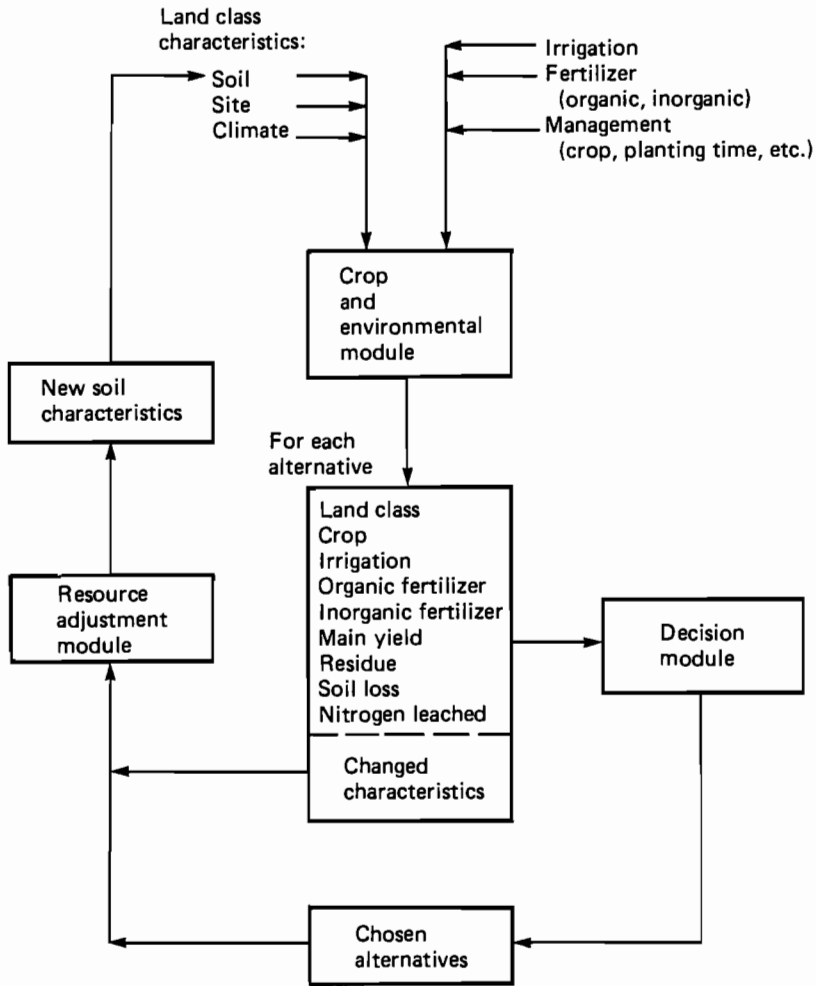 Land class
characteristics:
Soil
Site
Climate
Irrigation
Fertilizer
(organic, inorganic)
Management
(crop, planting time, etc.)
Crop
and
environmental
module
New soil
characteristics
For each
alternative
Land class
Crop
Irrigation
Organic fertilizer
Inorganic fertilizer
Main yield
Residue
Soil loss
Nitrogen leached
Changed
characteristics
Resource
adjustment
module
Decision
module
Chosen
alternatives